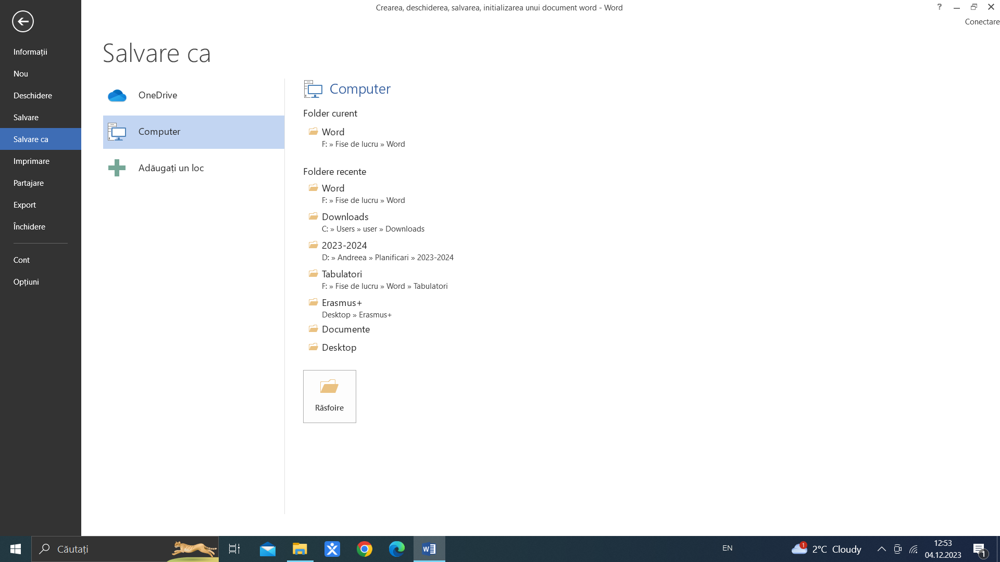 Crearea, deschiderea, salvarea, initializarea unui document word - Word
?
Conectare
Informații
Nou
Deschidere
Salvare
Salvare ca
Imprimare
Partajare
Export
Închidere
Cont
Opțiuni
Salvare ca
OneDrive
Computer
Adăugați un loc
Computer
Folder curent
Word
F: » Fise de lucru » Word
Foldere recente
Word
F: » Fise de lucru » Word
Downloads
C: » Users » user » Downloads
2023-2024
D: » Andreea » Planificari » 2023-2024
Tabulatori
F: » Fise de lucru » Word » Tabulatori
Erasmus+
Desktop » Erasmus+
Documente
Desktop
Răsfoire
Căutați
W
EN
1
2°C Cloudy
12:53
04.12.2023
1